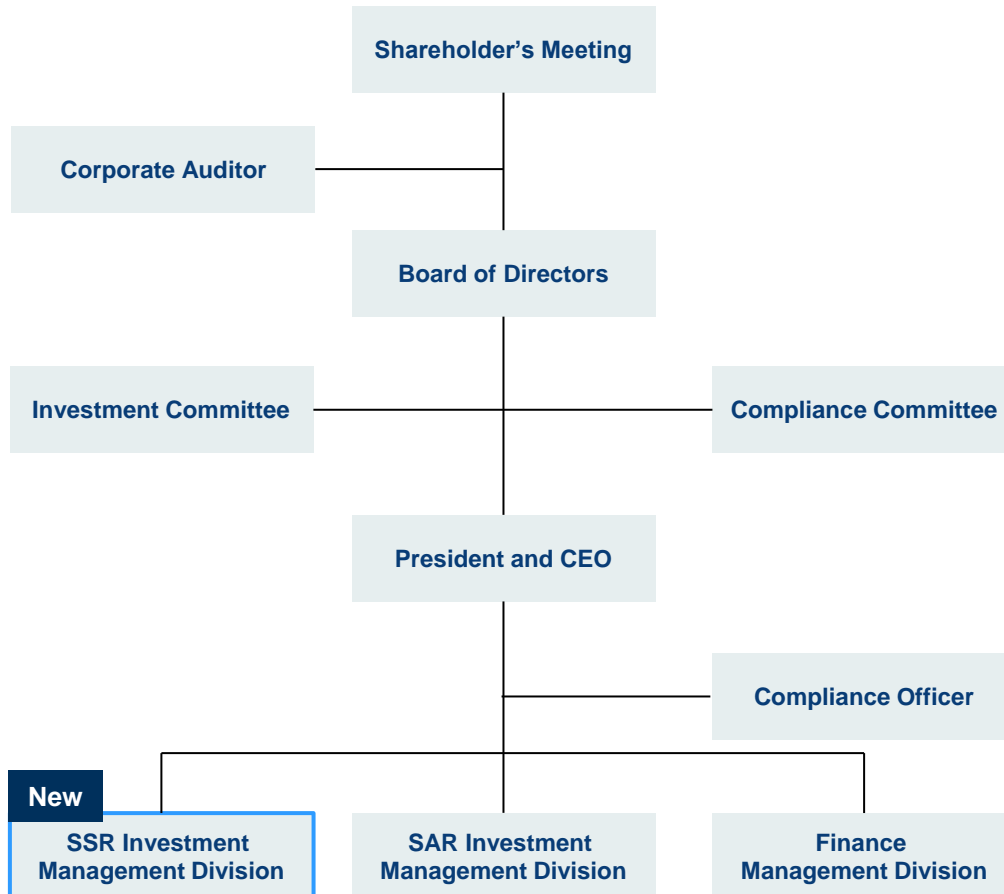 Shareholder’s Meeting
Corporate Auditor
Board of Directors
Investment Committee
Compliance Committee
President and CEO
Compliance Officer
New
SSR Investment
Management Division
SAR Investment
Management Division
Finance
Management Division